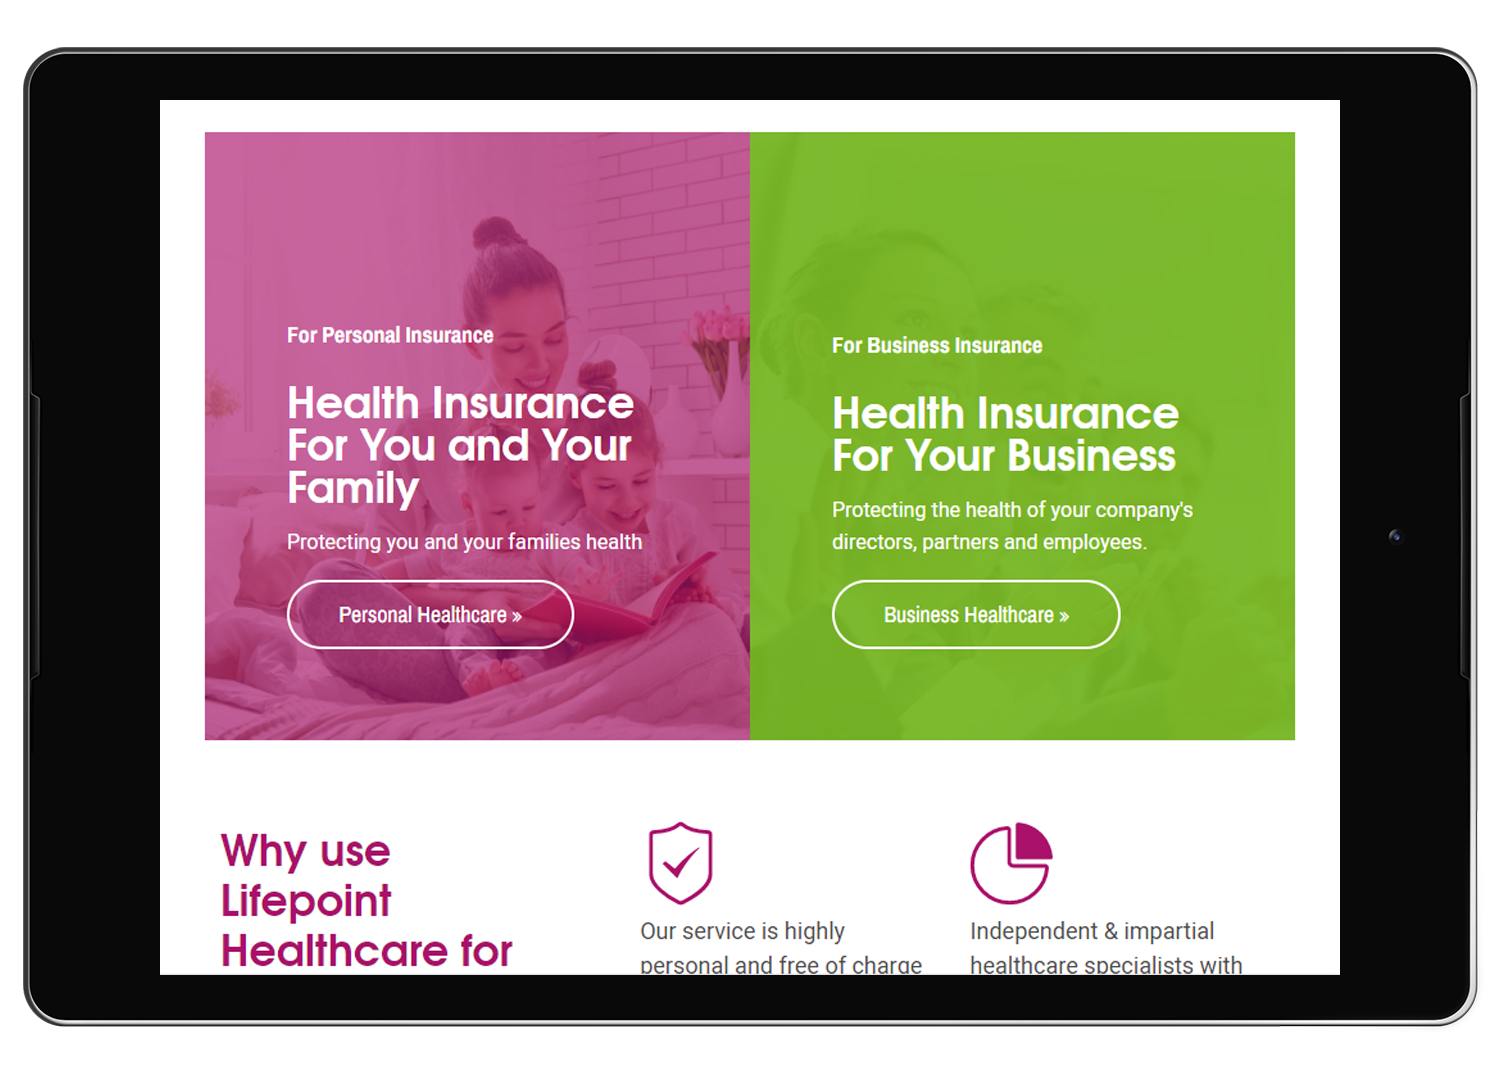 For Personal Insurance
Health Insurance
For You and Your
Family
Protecting you and your families health
Personal Healthcare »
For Business Insurance
Health Insurance
For Your Business
Protecting the health of your company's
directors, partners and employees.
Business Healthcare »
Why use
Lifepoint
Healthcare for
Our service is highly
personal and free of charge
Independent & impartial
healthcare specialists with